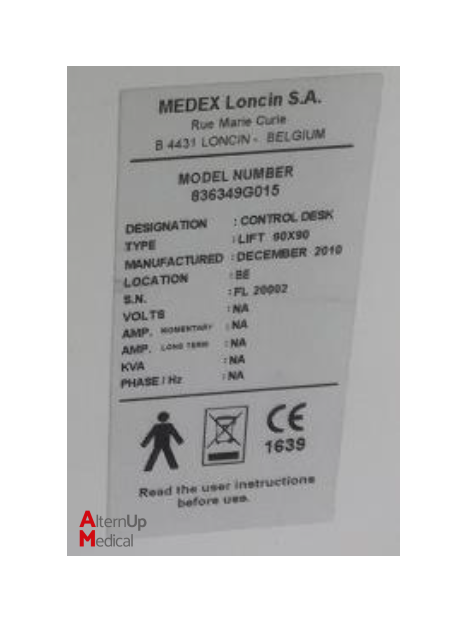 MEDEX Loncin S.A.
Rue Marie Curie
B 4431 LONCIN - BELGIUM
MODEL NUMBER
836349G015
DESIGNATION : CONTROL DESK
TYPE : LIFT 90X90
MANUFACTURED : DECEMBER 2010
LOCATION : BE
S.N. : FL 20002
VOLTS : NA
AMP. MOMENTARY : NA
AMP. LONG TERM : NA
KVA : NA
PHASE / Hz : NA
CE
1639
Read the user instructions
before use.
AlternUp
Medical